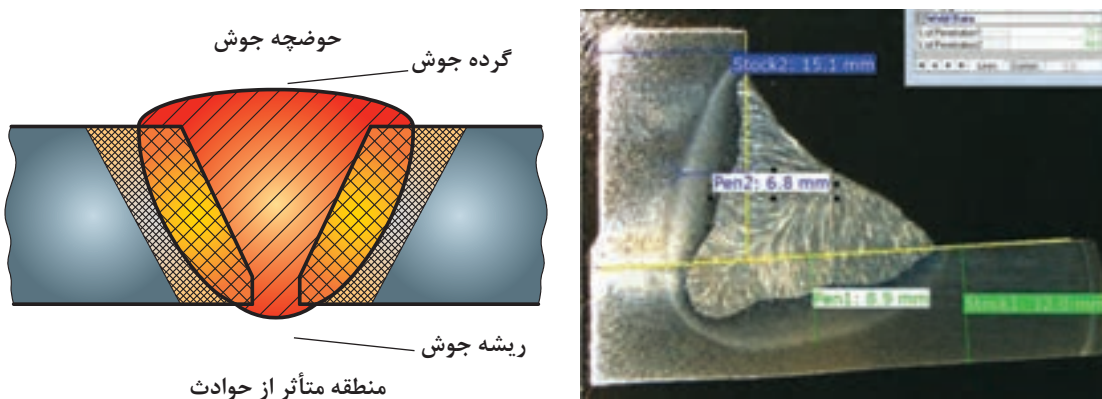 حوضچه جوش
گرده جوش
ریشه جوش
منطقه متأثر از حوادث
Stock2: 15.1 mm
Pen2: 6.8 mm
Pen1: 8.9 mm